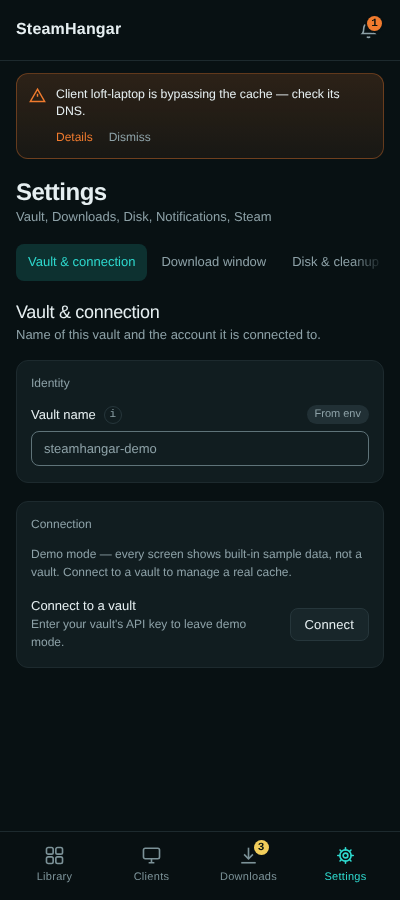 SteamHangar
1
Client loft-laptop is bypassing the cache — check its
DNS.
Details Dismiss
Settings
Vault, Downloads, Disk, Notifications, Steam
Vault & connection Download window Disk & cleanup
Vault & connection
Name of this vault and the account it is connected to.
Identity
Vault name i From env
steamhangar-demo
Connection
Demo mode — every screen shows built-in sample data, not a
vault. Connect to a vault to manage a real cache.
Connect to a vault
Enter your vault's API key to leave demo
mode.
Connect
3
Library Clients Downloads Settings